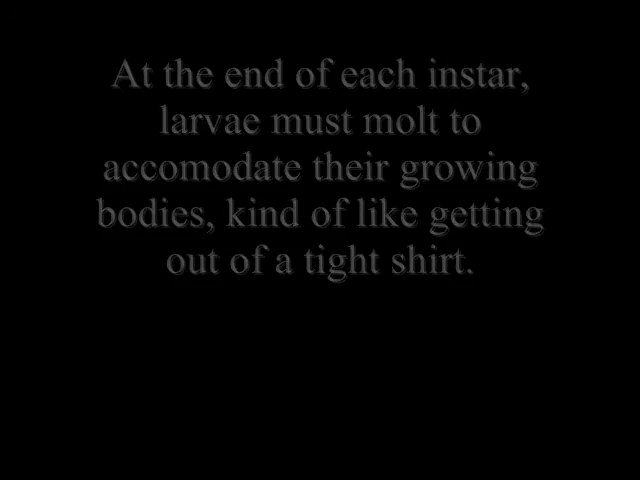 At the end of each instar,
larvae must molt to
accomodate their growing
bodies, kind of like getting
out of a tight shirt.